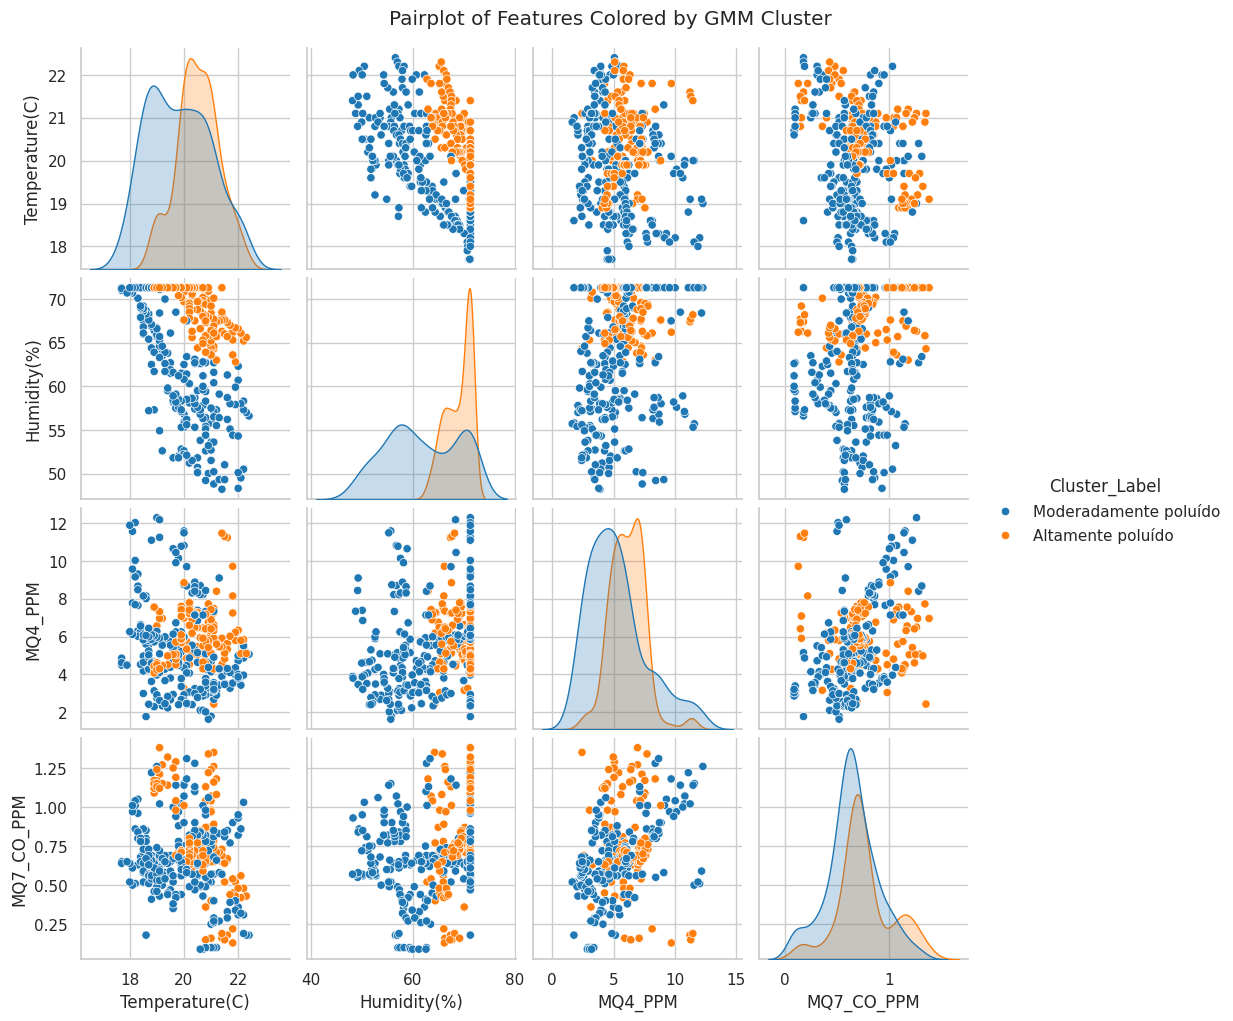 Pairplot of Features Colored by GMM Cluster
Temperature(C)
22
21
20
19
18
Humidity(%)
70
65
60
55
50
Cluster_Label
Moderadamente poluído
Altamente poluído
MQ4_PPM
12
10
8
6
4
2
MQ7_CO_PPM
1.25
1.00
0.75
0.50
0.25
18 20 22 40 60 80 0 5 10 15 0 1
Temperature(C) Humidity(%) MQ4_PPM MQ7_CO_PPM